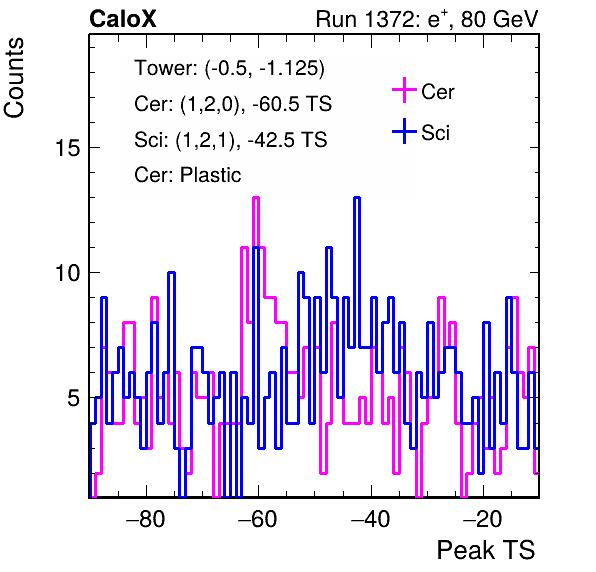 CaloX Run 1372: e⁺, 80 GeV
Counts
Tower: (-0.5, -1.125)
Cer: (1,2,0), -60.5 TS
Sci: (1,2,1), -42.5 TS
Cer: Plastic
Cer
Sci
15
10
5
−80 −60 −40 −20
Peak TS